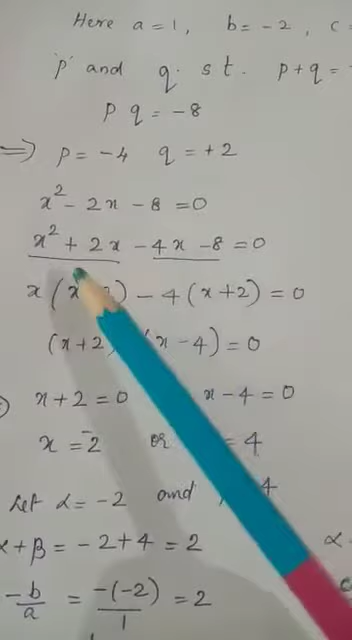 Here a = 1, b = -2, c =
'p' and q s t. p + q =
p q = -8
=> p = -4 q = +2
x² - 2x - 8 = 0
x² + 2x - 4x - 8 = 0
x ( x 2 ) - 4 ( x + 2 ) = 0
(x + 2 x - 4) = 0
x + 2 = 0 x - 4 = 0
x = -2 or = 4
Let α = -2 and 4
α + β = -2 + 4 = 2 α
-b/a = -(-2)/1 = 2